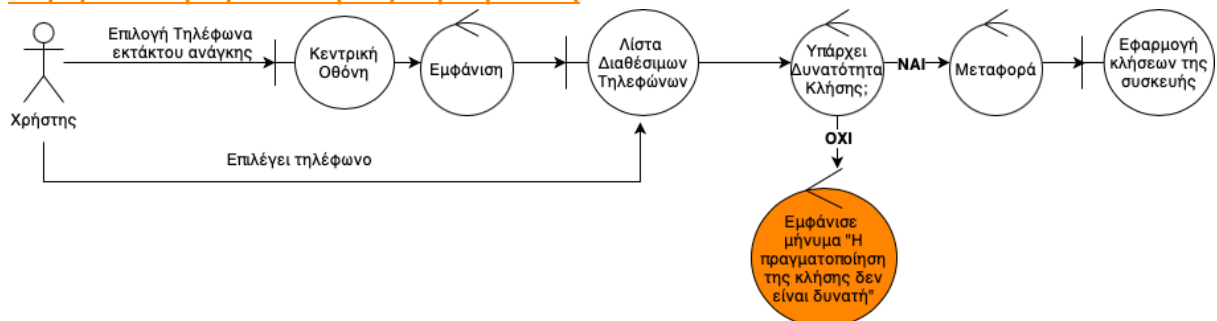 Επιλογή Τηλέφωνα
εκτάκτου ανάγκης
Χρήστης
Κεντρική
Οθόνη
Εμφάνιση
Λίστα
Διαθέσιμων
Τηλεφώνων
Υπάρχει
Δυνατότητα
Κλήσης;
ΝΑΙ
Μεταφορά
Εφαρμογή
κλήσεων της
συσκευής
ΟΧΙ
Επιλέγει τηλέφωνο
Εμφάνισε
μήνυμα "Η
πραγματοποίηση
της κλήσης δεν
είναι δυνατή"